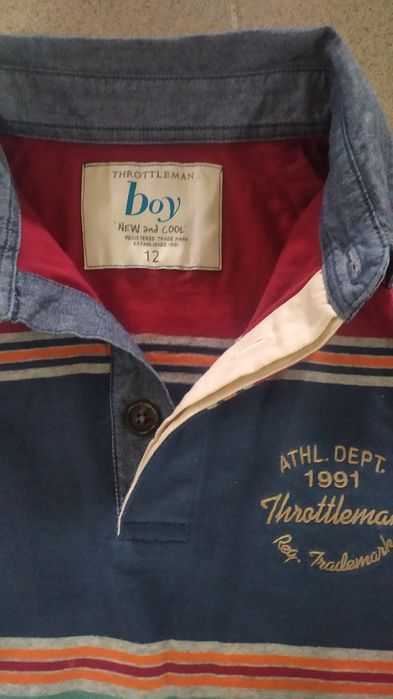 THROTTLEMAN
boy
"NEW and COOL"
REGISTERED TRADE MARK
ESTABLISHED 1991
12
ATHL. DEPT.
1991
Throttleman
Reg. Trademark